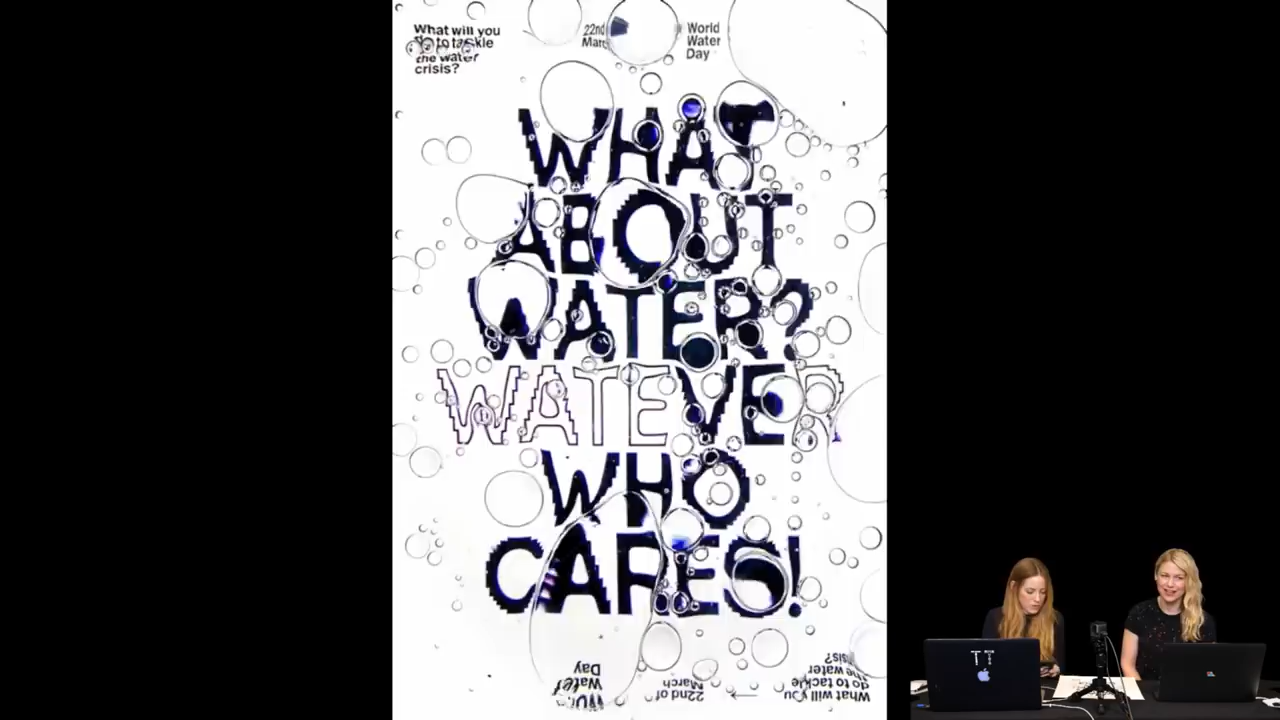 What will you
do to tackle
the water
crisis?
22nd
March
World
Water
Day
WHAT
ABOUT
WATER?
WATEVER
WHO
CARES!
World
Water
Day
22nd of
March
←
What will you
do to tackle
the water
crisis?